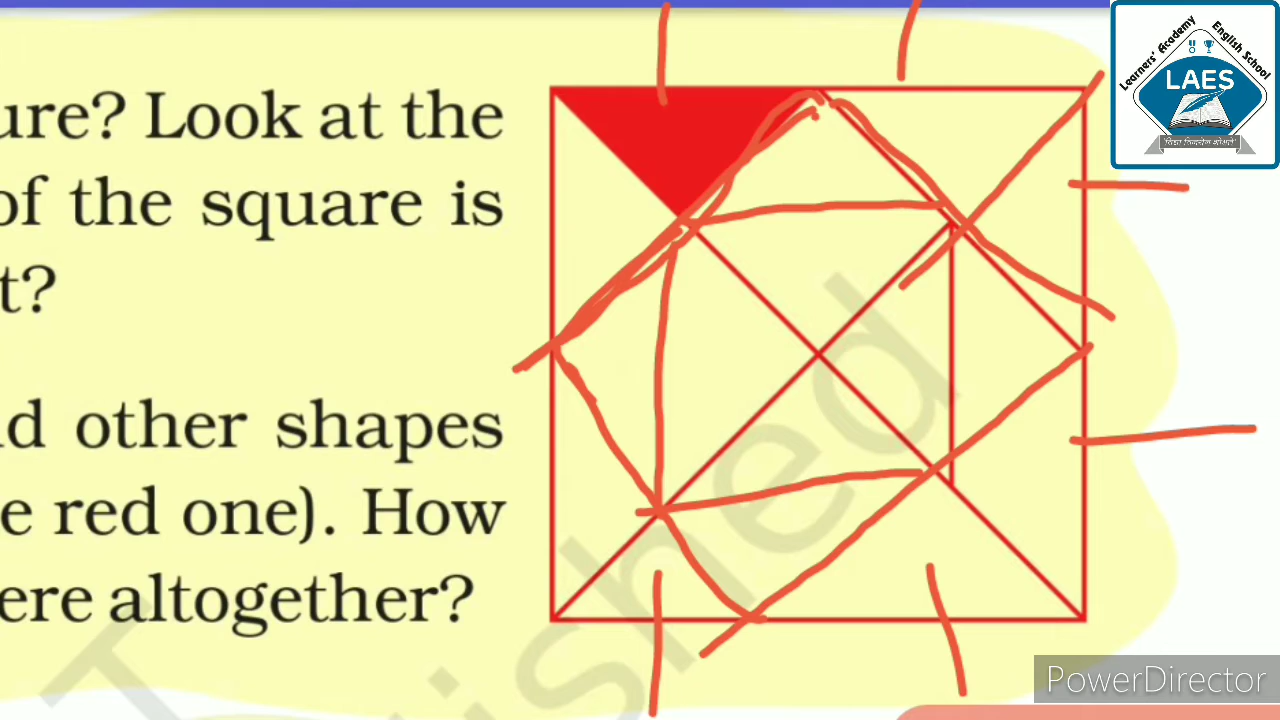 ure? Look at the
of the square is
t?
nd other shapes
e red one). How
ere altogether?
Learners' Academy English School
LAES
PowerDirector